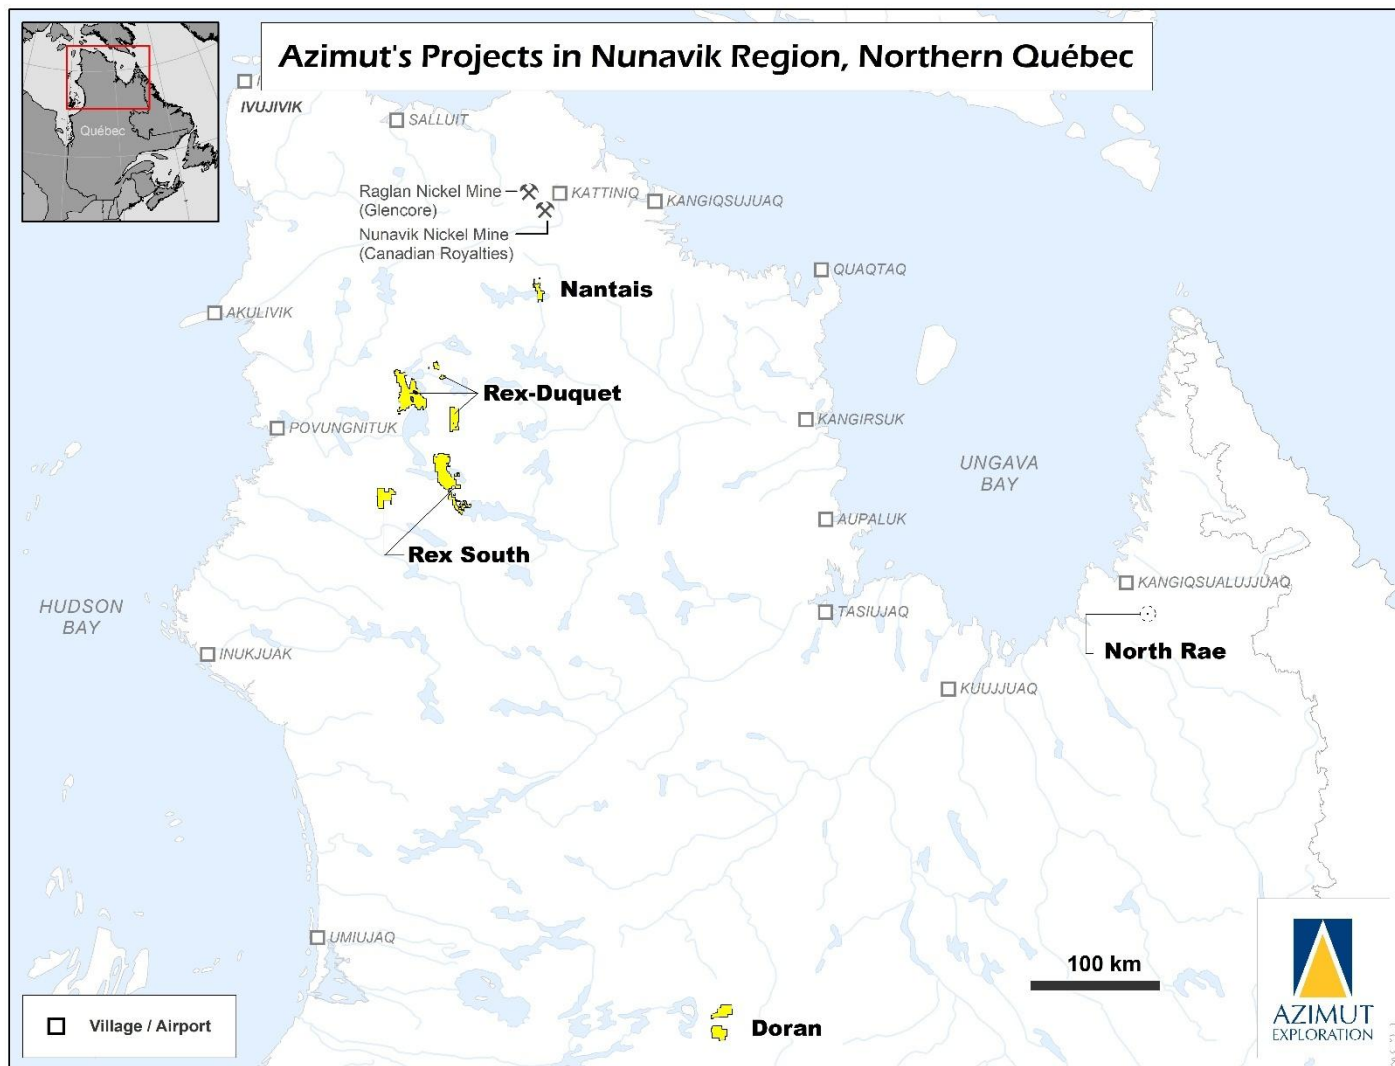 Azimut's Projects in Nunavik Region, Northern Québec
Québec
IVUJIVIK
SALLUIT
Raglan Nickel Mine
(Glencore)
KATTINIQ
KANGIQSUJUAQ
Nunavik Nickel Mine
(Canadian Royalties)
QUAQTAQ
Nantais
AKULIVIK
Rex-Duquet
POVUNGNITUK
KANGIRSUK
UNGAVA
BAY
AUPALUK
Rex South
KANGIQSUALUJJUAQ
HUDSON
BAY
TASIUJAQ
North Rae
INUKJUAK
KUUJJUAQ
UMIUJAQ
100 km
Village / Airport
Doran
AZIMUT
EXPLORATION